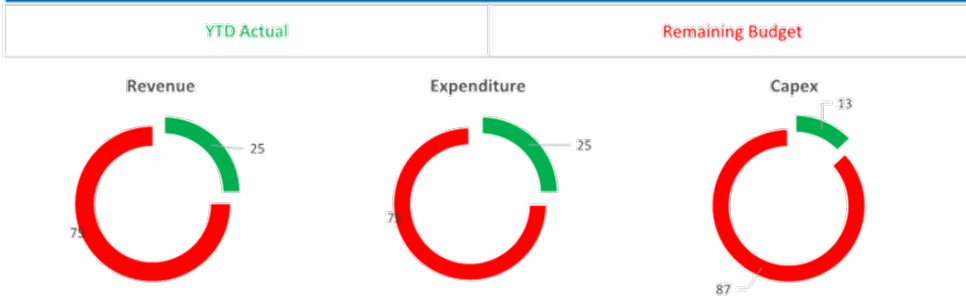 YTD Actual
Remaining Budget
Revenue
Expenditure
Capex
13
25
25
75
75
87